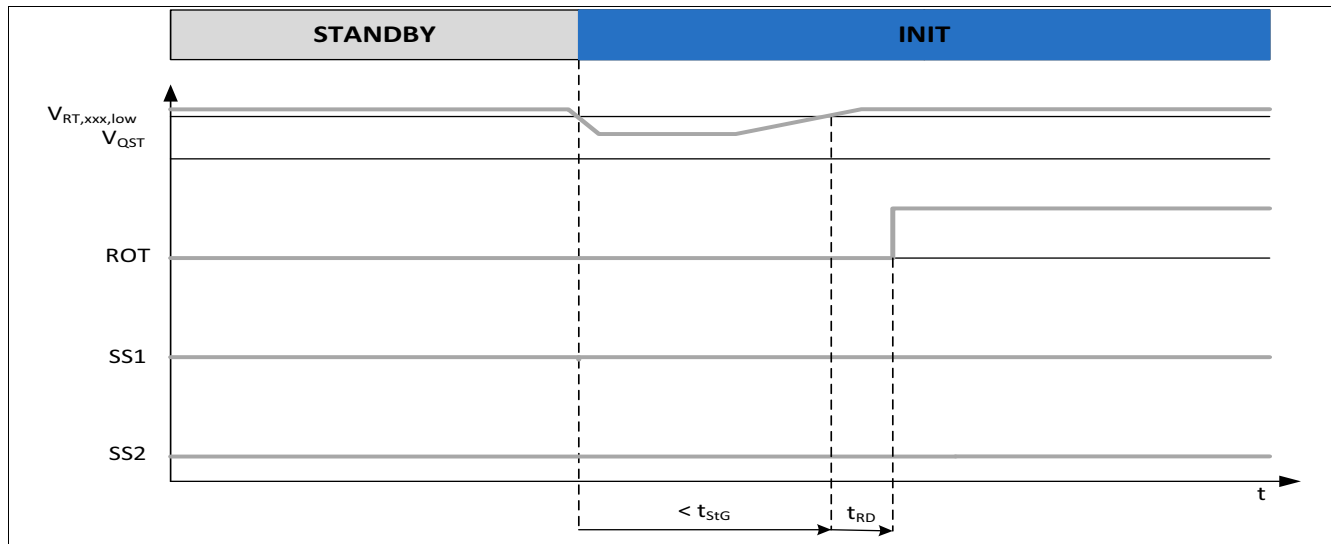 STANDBY INIT
V_RT,xxx,low
V_QST
ROT
SS1
SS2
t
< t_StG t_RD